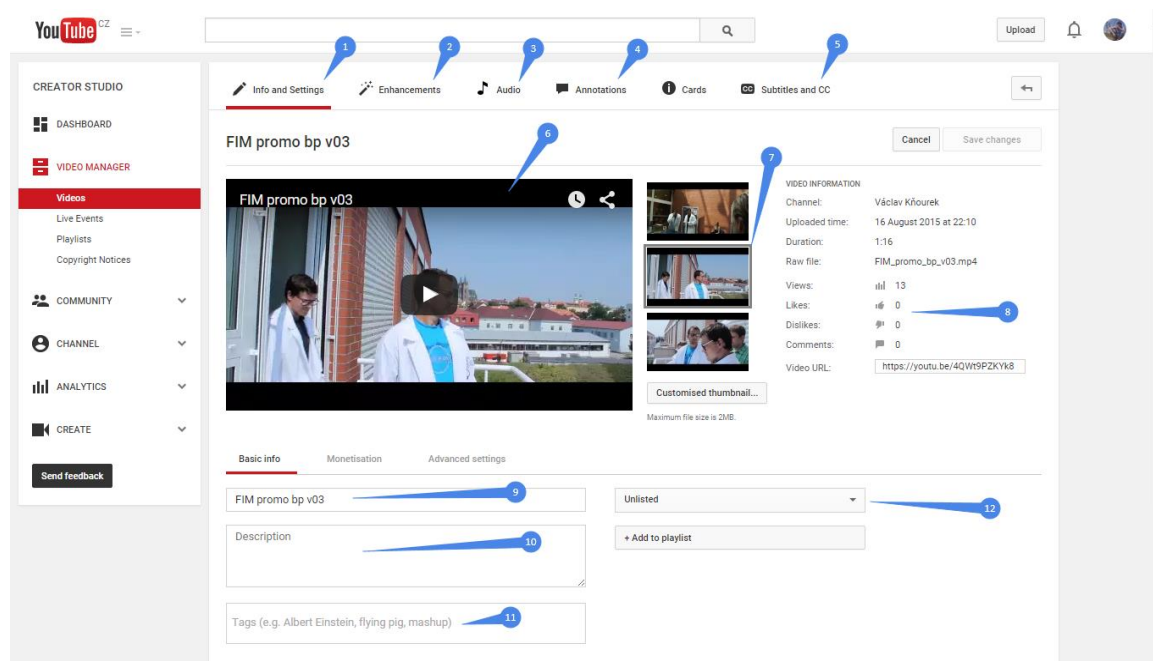 YouTube CZ
Upload
1
2
3
4
5
CREATOR STUDIO
DASHBOARD
VIDEO MANAGER
Videos
Live Events
Playlists
Copyright Notices
COMMUNITY
CHANNEL
ANALYTICS
CREATE
Send feedback
Info and Settings
Enhancements
Audio
Annotations
Cards
CC Subtitles and CC
FIM promo bp v03
6
Cancel
Save changes
7
FIM promo bp v03
Customised thumbnail...
Maximum file size is 2MB.
VIDEO INFORMATION
Channel: Václav Kňourek
Uploaded time: 16 August 2015 at 22:10
Duration: 1:16
Raw file: FIM_promo_bp_v03.mp4
Views: 13
Likes: 0
8
Dislikes: 0
Comments: 0
Video URL: https://youtu.be/4QWt9PZKYk8
Basic info
Monetisation
Advanced settings
FIM promo bp v03
9
Unlisted
12
Description
10
+ Add to playlist
Tags (e.g. Albert Einstein, flying pig, mashup)
11